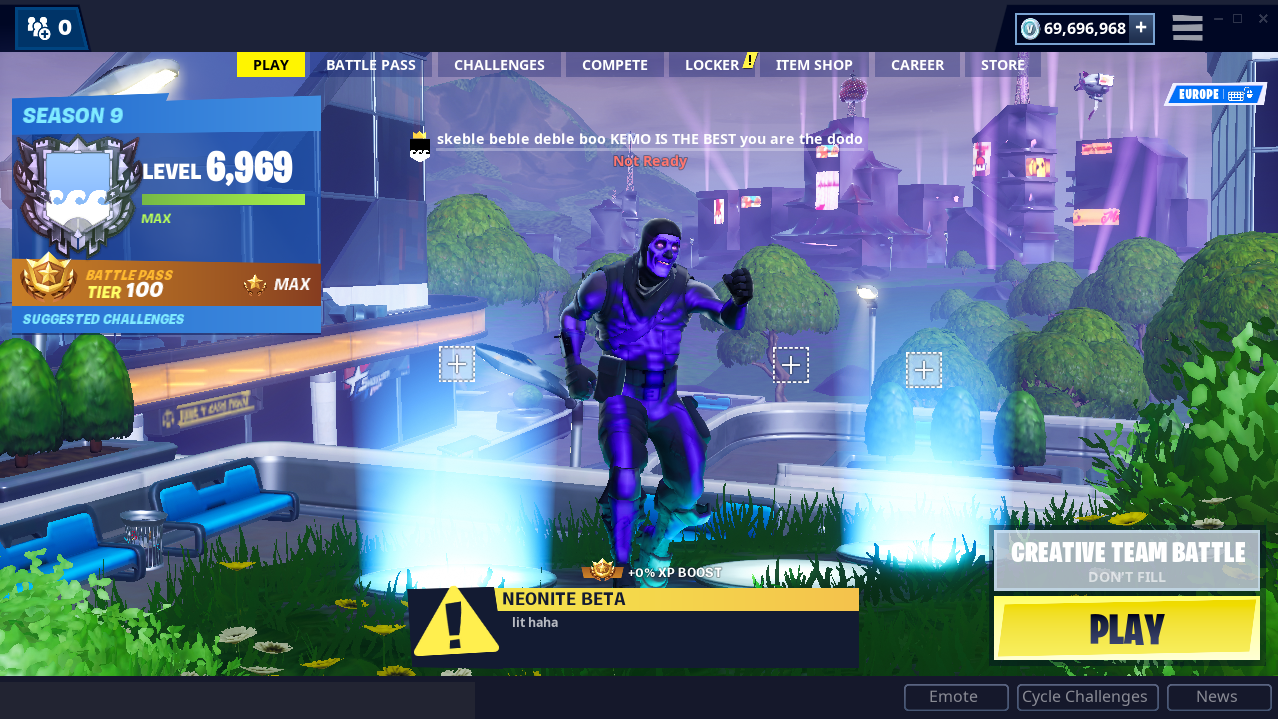 0
69,696,968 +
PLAY
BATTLE PASS
CHALLENGES
COMPETE
LOCKER !
ITEM SHOP
CAREER
STORE
EUROPE
SEASON 9
LEVEL 6,969
MAX
BATTLE PASS
TIER 100
MAX
SUGGESTED CHALLENGES
skeble beble deble boo KEMO IS THE BEST you are the dodo
Not Ready
+0% XP BOOST
NEONITE BETA
lit haha
CREATIVE TEAM BATTLE
DON'T FILL
PLAY
Emote
Cycle Challenges
News